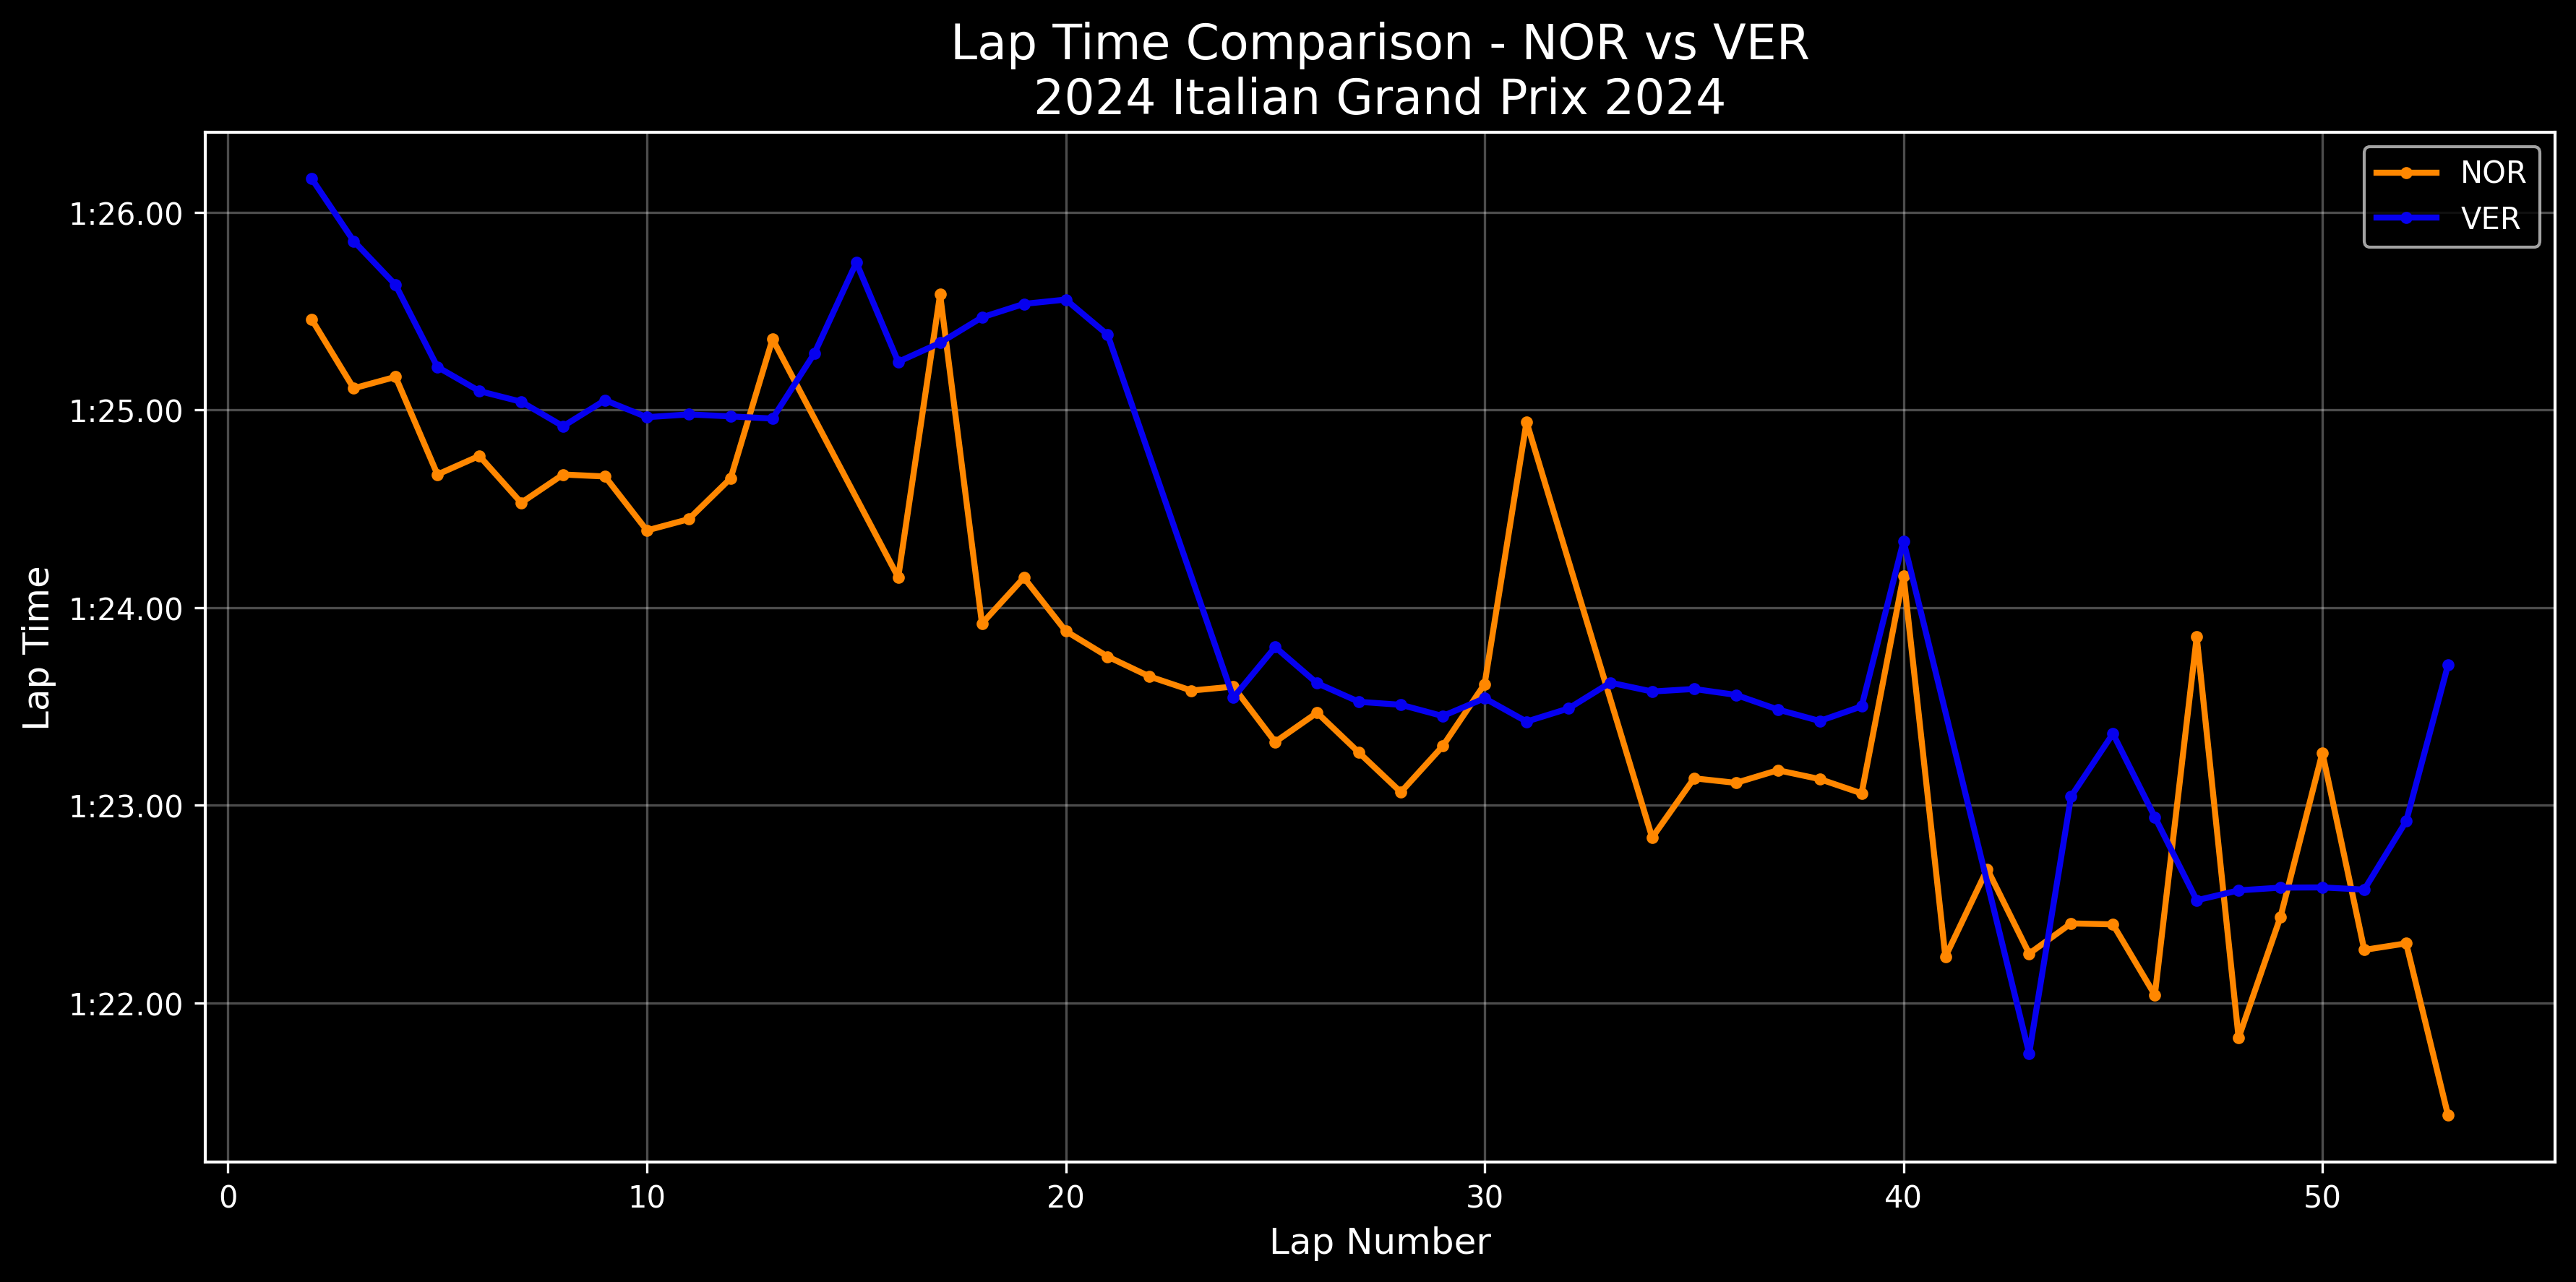 Lap Time Comparison - NOR vs VER
2024 Italian Grand Prix 2024
NOR
VER
1:26.00
1:25.00
1:24.00
1:23.00
1:22.00
Lap Time
0 10 20 30 40 50
Lap Number